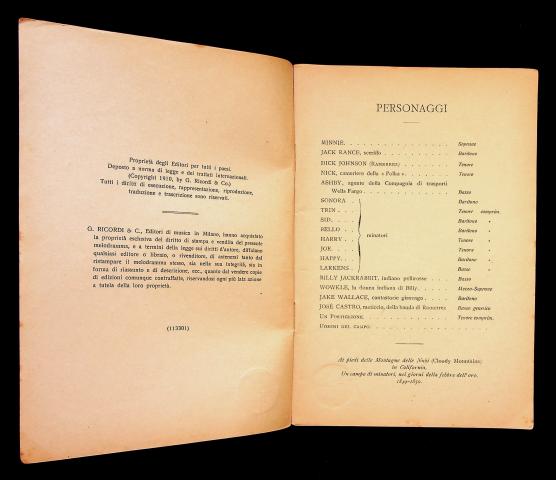 Proprietà degli Editori per tutti i paesi.
Deposto a norma di legge e dei trattati internazionali.
(Copyright 1910, by G. Ricordi & Co.)
Tutti i diritti di esecuzione, rappresentazione, riproduzione,
traduzione e trascrizione sono riservati.
G. RICORDI & C., Editori di musica in Milano, hanno acquistato
la proprietà esclusiva del diritto di stampa e vendita del presente
melodramma, e a termini della legge sui diritti d'autore, diffidano
qualsiasi editore o libraio, o rivenditore, di astenersi tanto dal
ristampare il melodramma stesso, sia nella sua integrità, sia in
forma di riassunto o di descrizione, ecc., quanto dal vendere copie
di edizioni comunque contraffatte, riservandosi ogni più lata azione
a tutela della loro proprietà.
(113301)
PERSONAGGI
MINNIE . . . Soprano
JACK RANCE, sceriffo . . . Baritono
DICK JOHNSON (RAMERREZ) . . . Tenore
NICK, cameriere della « Polka » . . . Tenore
ASHBY, agente della Compagnia di trasporti
Wells Fargo . . . Basso
SONORA . Baritono
TRIN . . Tenore comprim.
SID . . Baritono »
BELLO . Baritono »
HARRY . minatori Tenore »
JOE . . Tenore »
HAPPY . Baritono »
LARKENS . Basso »
BILLY JACKRABBIT, indiano pellirosse . . . Basso
WOWKLE, la donna indiana di Billy . . . Mezzo-Soprano
JAKE WALLACE, cantastorie girovago . . . Baritono
JOSÉ CASTRO, meticcio, della banda di RAMERREZ . Basso
UN POSTIGLIONE . . . Tenore comprim.
UOMINI DEL CAMPO.
Ai piedi delle Montagne delle Nubi (Cloudy Mountains)
in California.
Un campo di minatori, nei giorni della febbre dell'oro.
1849-1850.